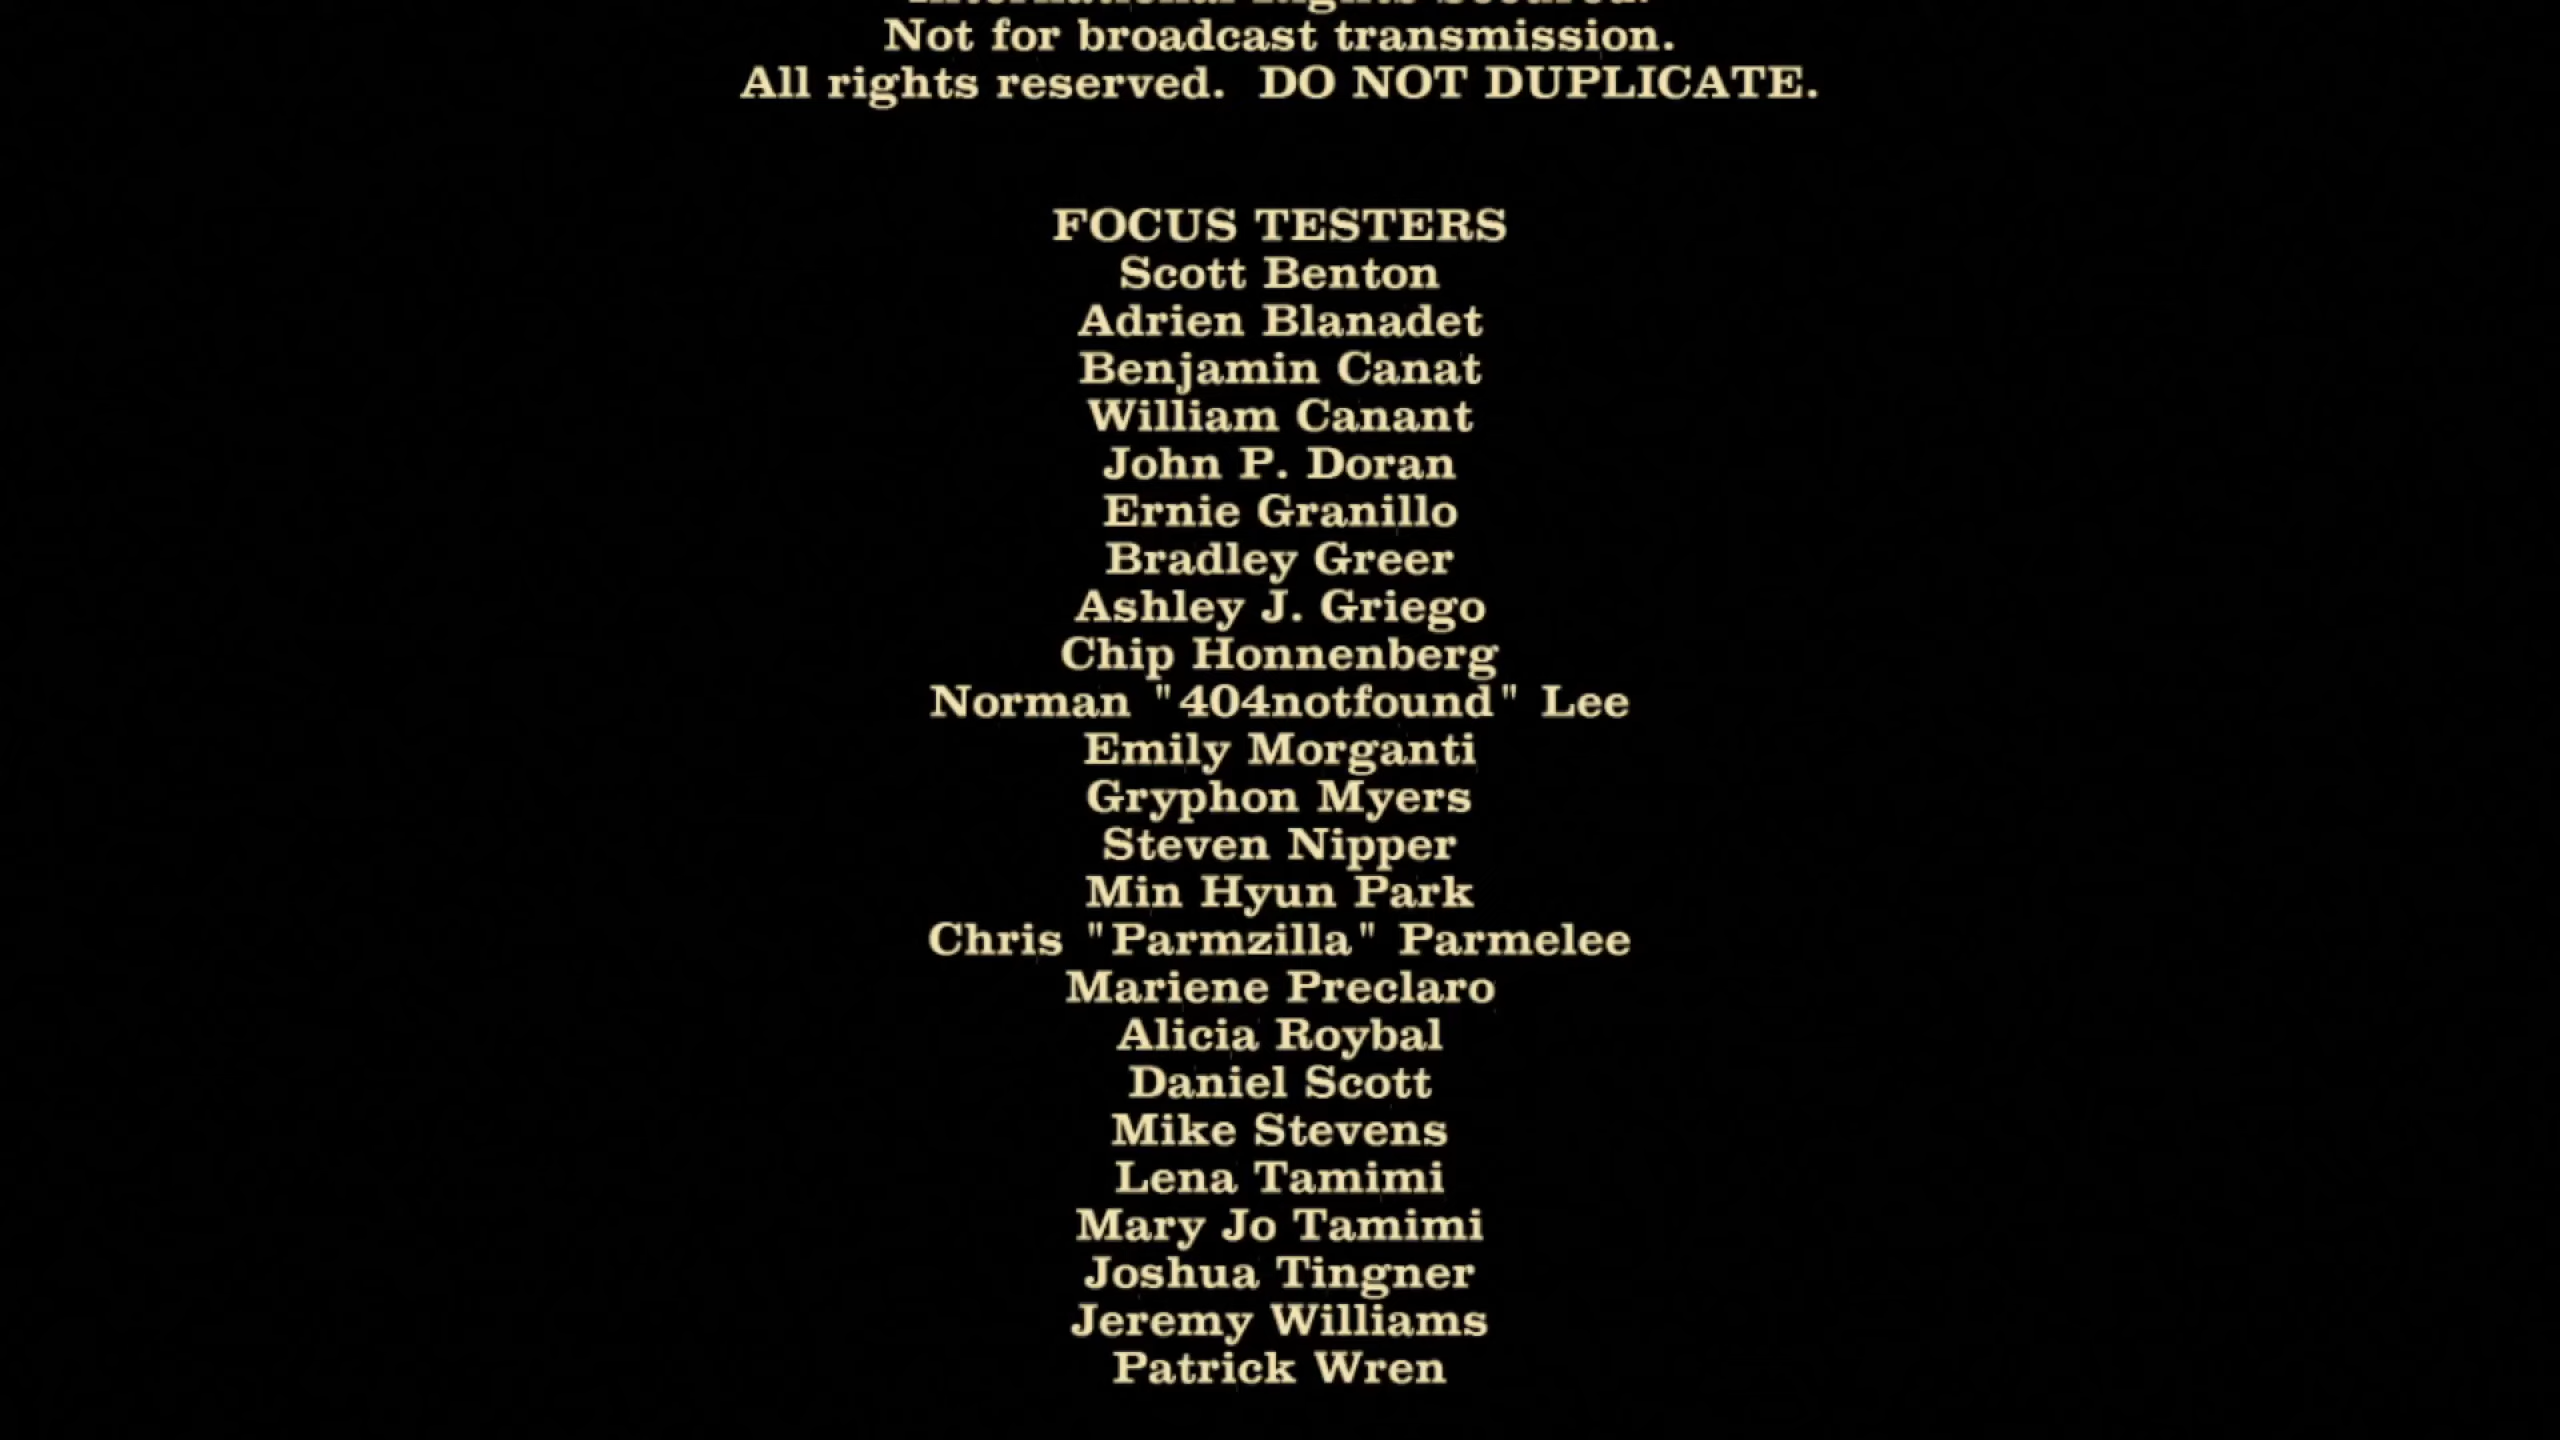 International Rights Secured.
Not for broadcast transmission.
All rights reserved.  DO NOT DUPLICATE.
FOCUS TESTERS
Scott Benton
Adrien Blanadet
Benjamin Canat
William Canant
John P. Doran
Ernie Granillo
Bradley Greer
Ashley J. Griego
Chip Honnenberg
Norman "404notfound" Lee
Emily Morganti
Gryphon Myers
Steven Nipper
Min Hyun Park
Chris "Parmzilla" Parmelee
Mariene Preclaro
Alicia Roybal
Daniel Scott
Mike Stevens
Lena Tamimi
Mary Jo Tamimi
Joshua Tingner
Jeremy Williams
Patrick Wren